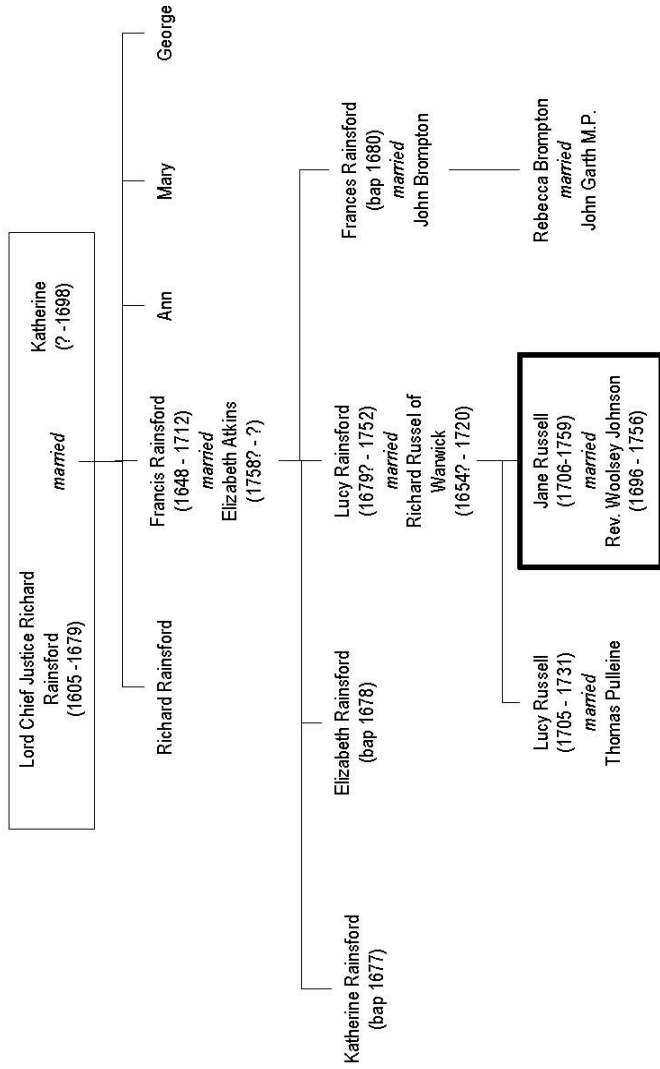 Lord Chief Justice Richard
Rainsford
(1605 -1679)
married
Katherine
(? -1698)
Richard Rainsford
Francis Rainsford
(1648 - 1712)
married
Elizabeth Atkins
(1758? - ?)
Ann
Mary
George
Katherine Rainsford
(bap 1677)
Elizabeth Rainsford
(bap 1678)
Lucy Rainsford
(1679? - 1752)
married
Richard Russel of
Warwick
(1654? - 1720)
Frances Rainsford
(bap 1680)
married
John Brompton
Lucy Russell
(1705 - 1731)
married
Thomas Pulleine
Jane Russell
(1706-1759)
married
Rev. Woolsey Johnson
(1696 - 1756)
Rebecca Brompton
married
John Garth M.P.